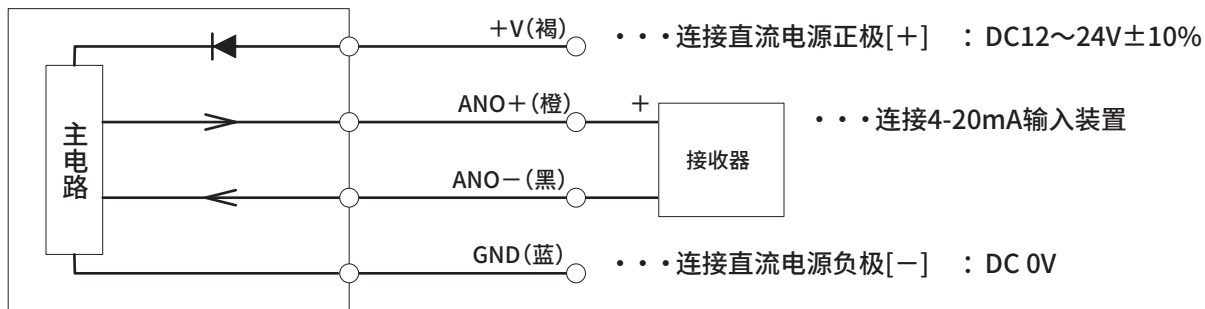 +V(褐) ・・・连接直流电源正极[+] : DC12~24V±10%
ANO+(橙) + ・・・连接4-20mA输入装置
主电路
接收器
ANO-(黑)
GND(蓝) ・・・连接直流电源负极[-] : DC 0V